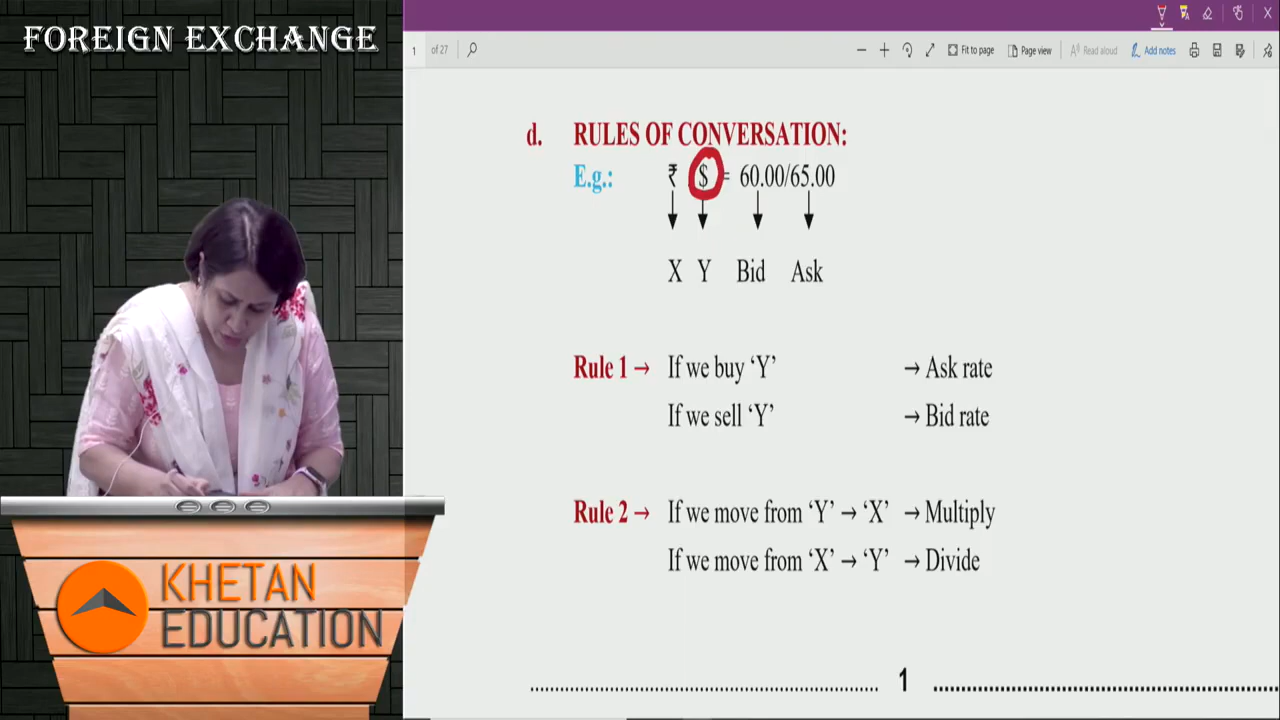 FOREIGN EXCHANGE
1 of 27
Fit to page
Page view
Read aloud
Add notes
d. RULES OF CONVERSATION:
E.g.: ₹ $ = 60.00/65.00
X Y Bid Ask
Rule 1 → If we buy ‘Y’ → Ask rate
If we sell ‘Y’ → Bid rate
Rule 2 → If we move from ‘Y’ → ‘X’ → Multiply
If we move from ‘X’ → ‘Y’ → Divide
1
KHETAN
EDUCATION